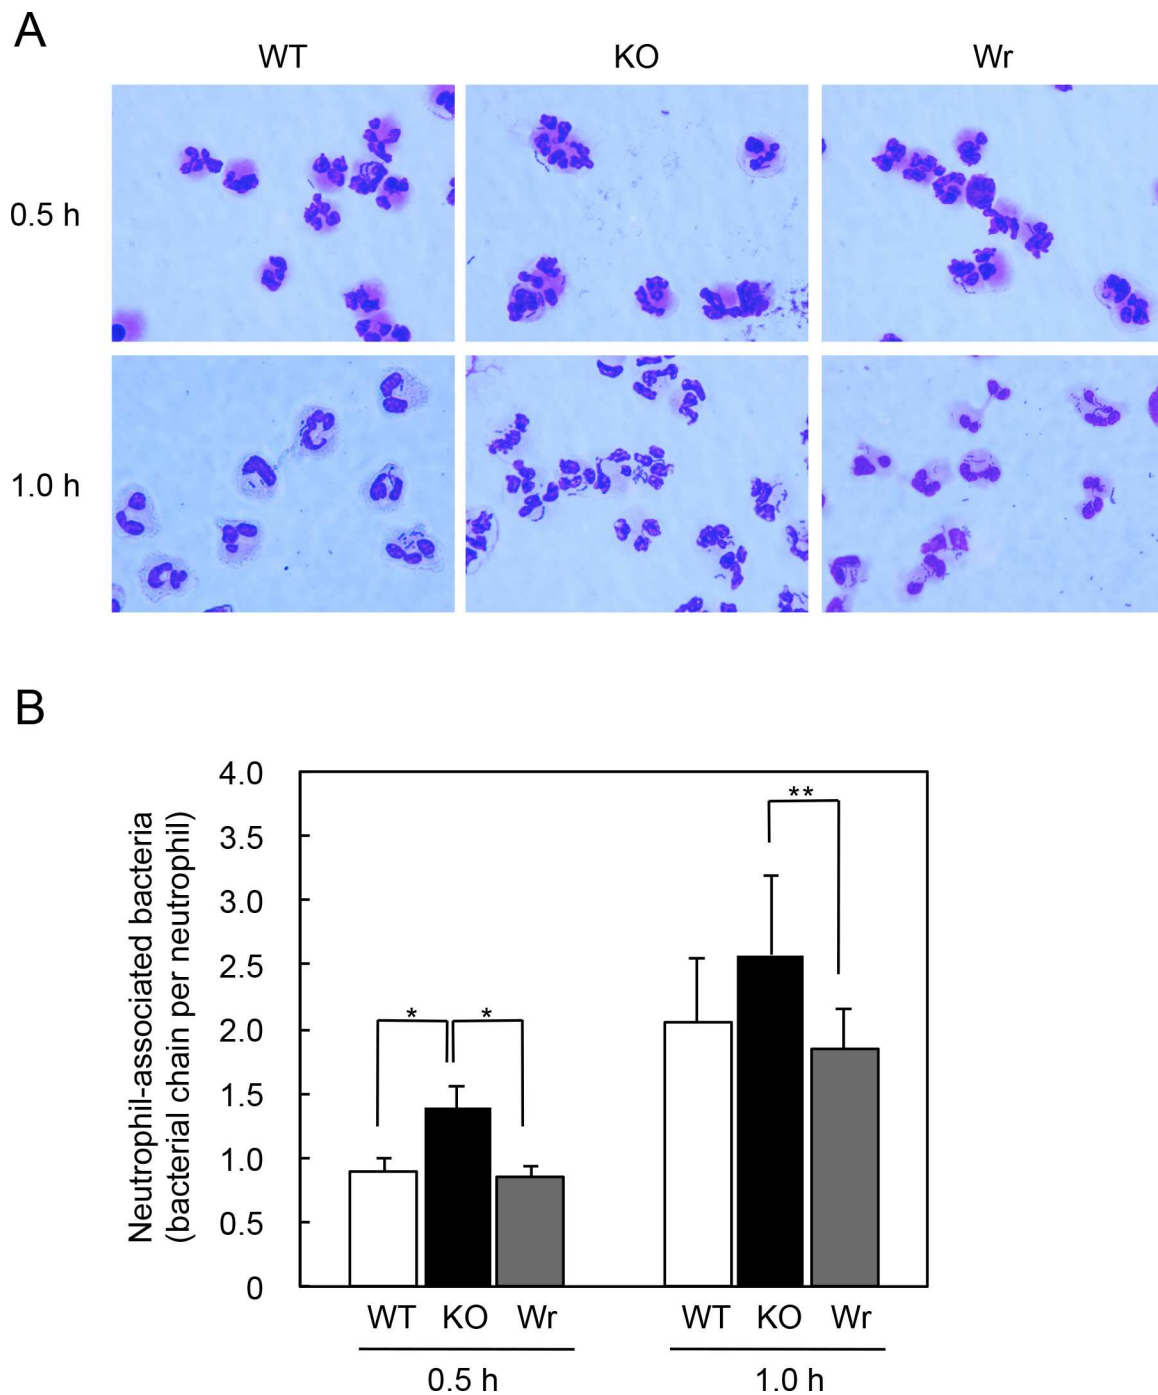 A
WT KO Wr
0.5 h
1.0 h
B
Neutrophil-associated bacteria
(bacterial chain per neutrophil)
4.0
3.5
3.0
2.5
2.0
1.5
1.0
0.5
0
* *
**
WT KO Wr WT KO Wr
0.5 h 1.0 h